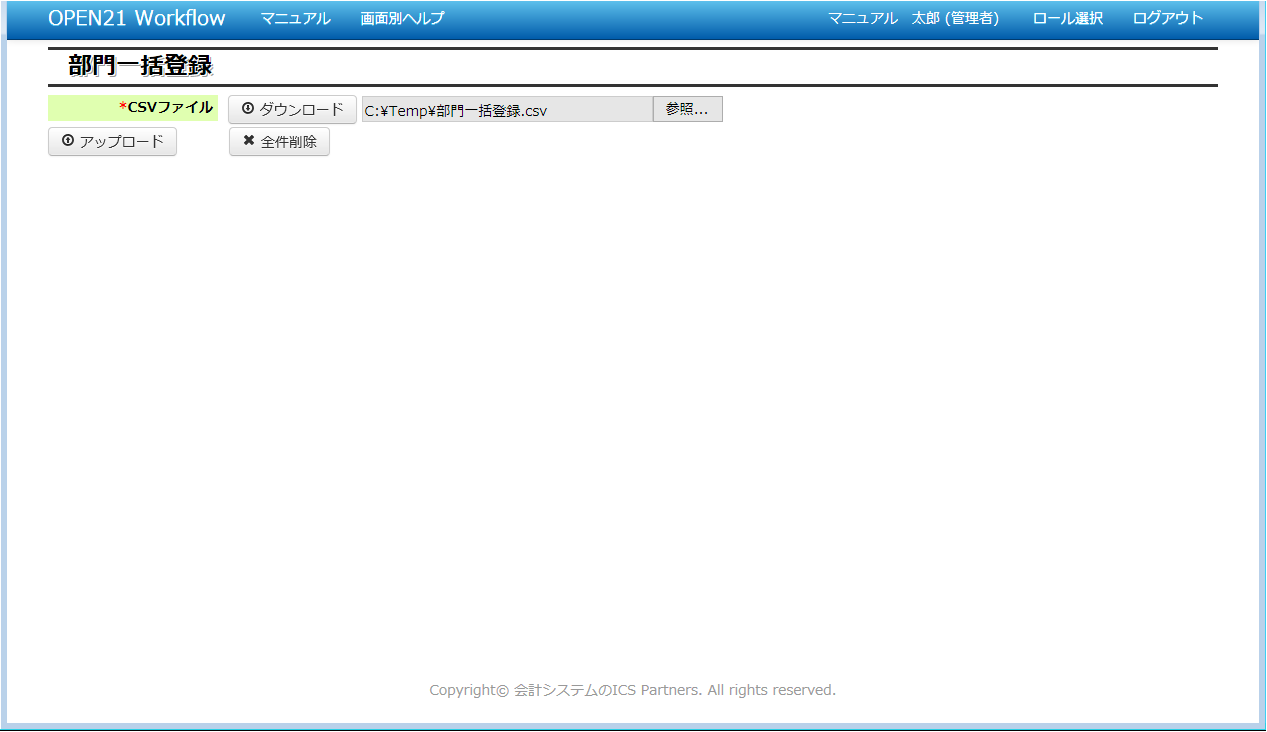 OPEN21 Workflow マニュアル 画面別ヘルプ マニュアル 太郎 (管理者) ロール選択 ログアウト
部門一括登録
*CSVファイル ダウンロード C:¥Temp¥部門一括登録.csv 参照...
アップロード 全件削除
Copyright© 会計システムのICS Partners. All rights reserved.